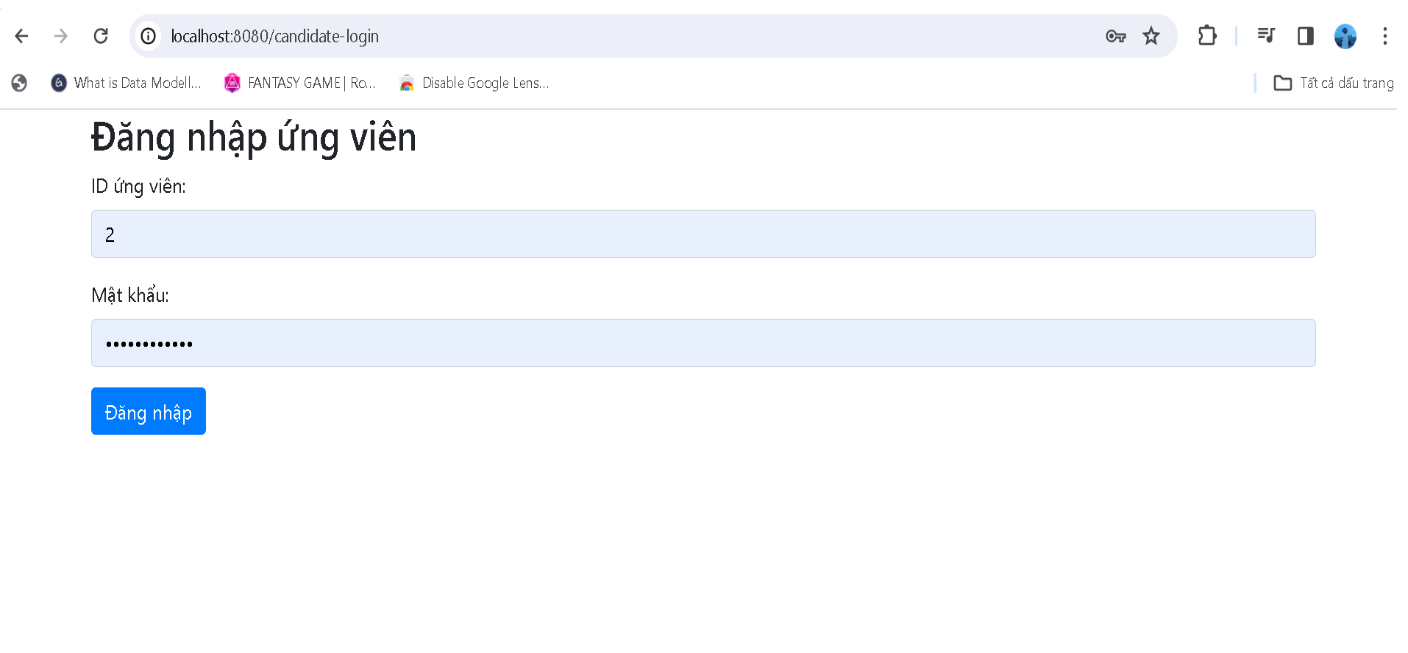 localhost:8080/candidate-login
What is Data Modell... FANTASY GAME | Ro... Disable Google Lens... Tất cả dấu trang
Đăng nhập ứng viên
ID ứng viên:
2
Mật khẩu:
••••••••••••
Đăng nhập